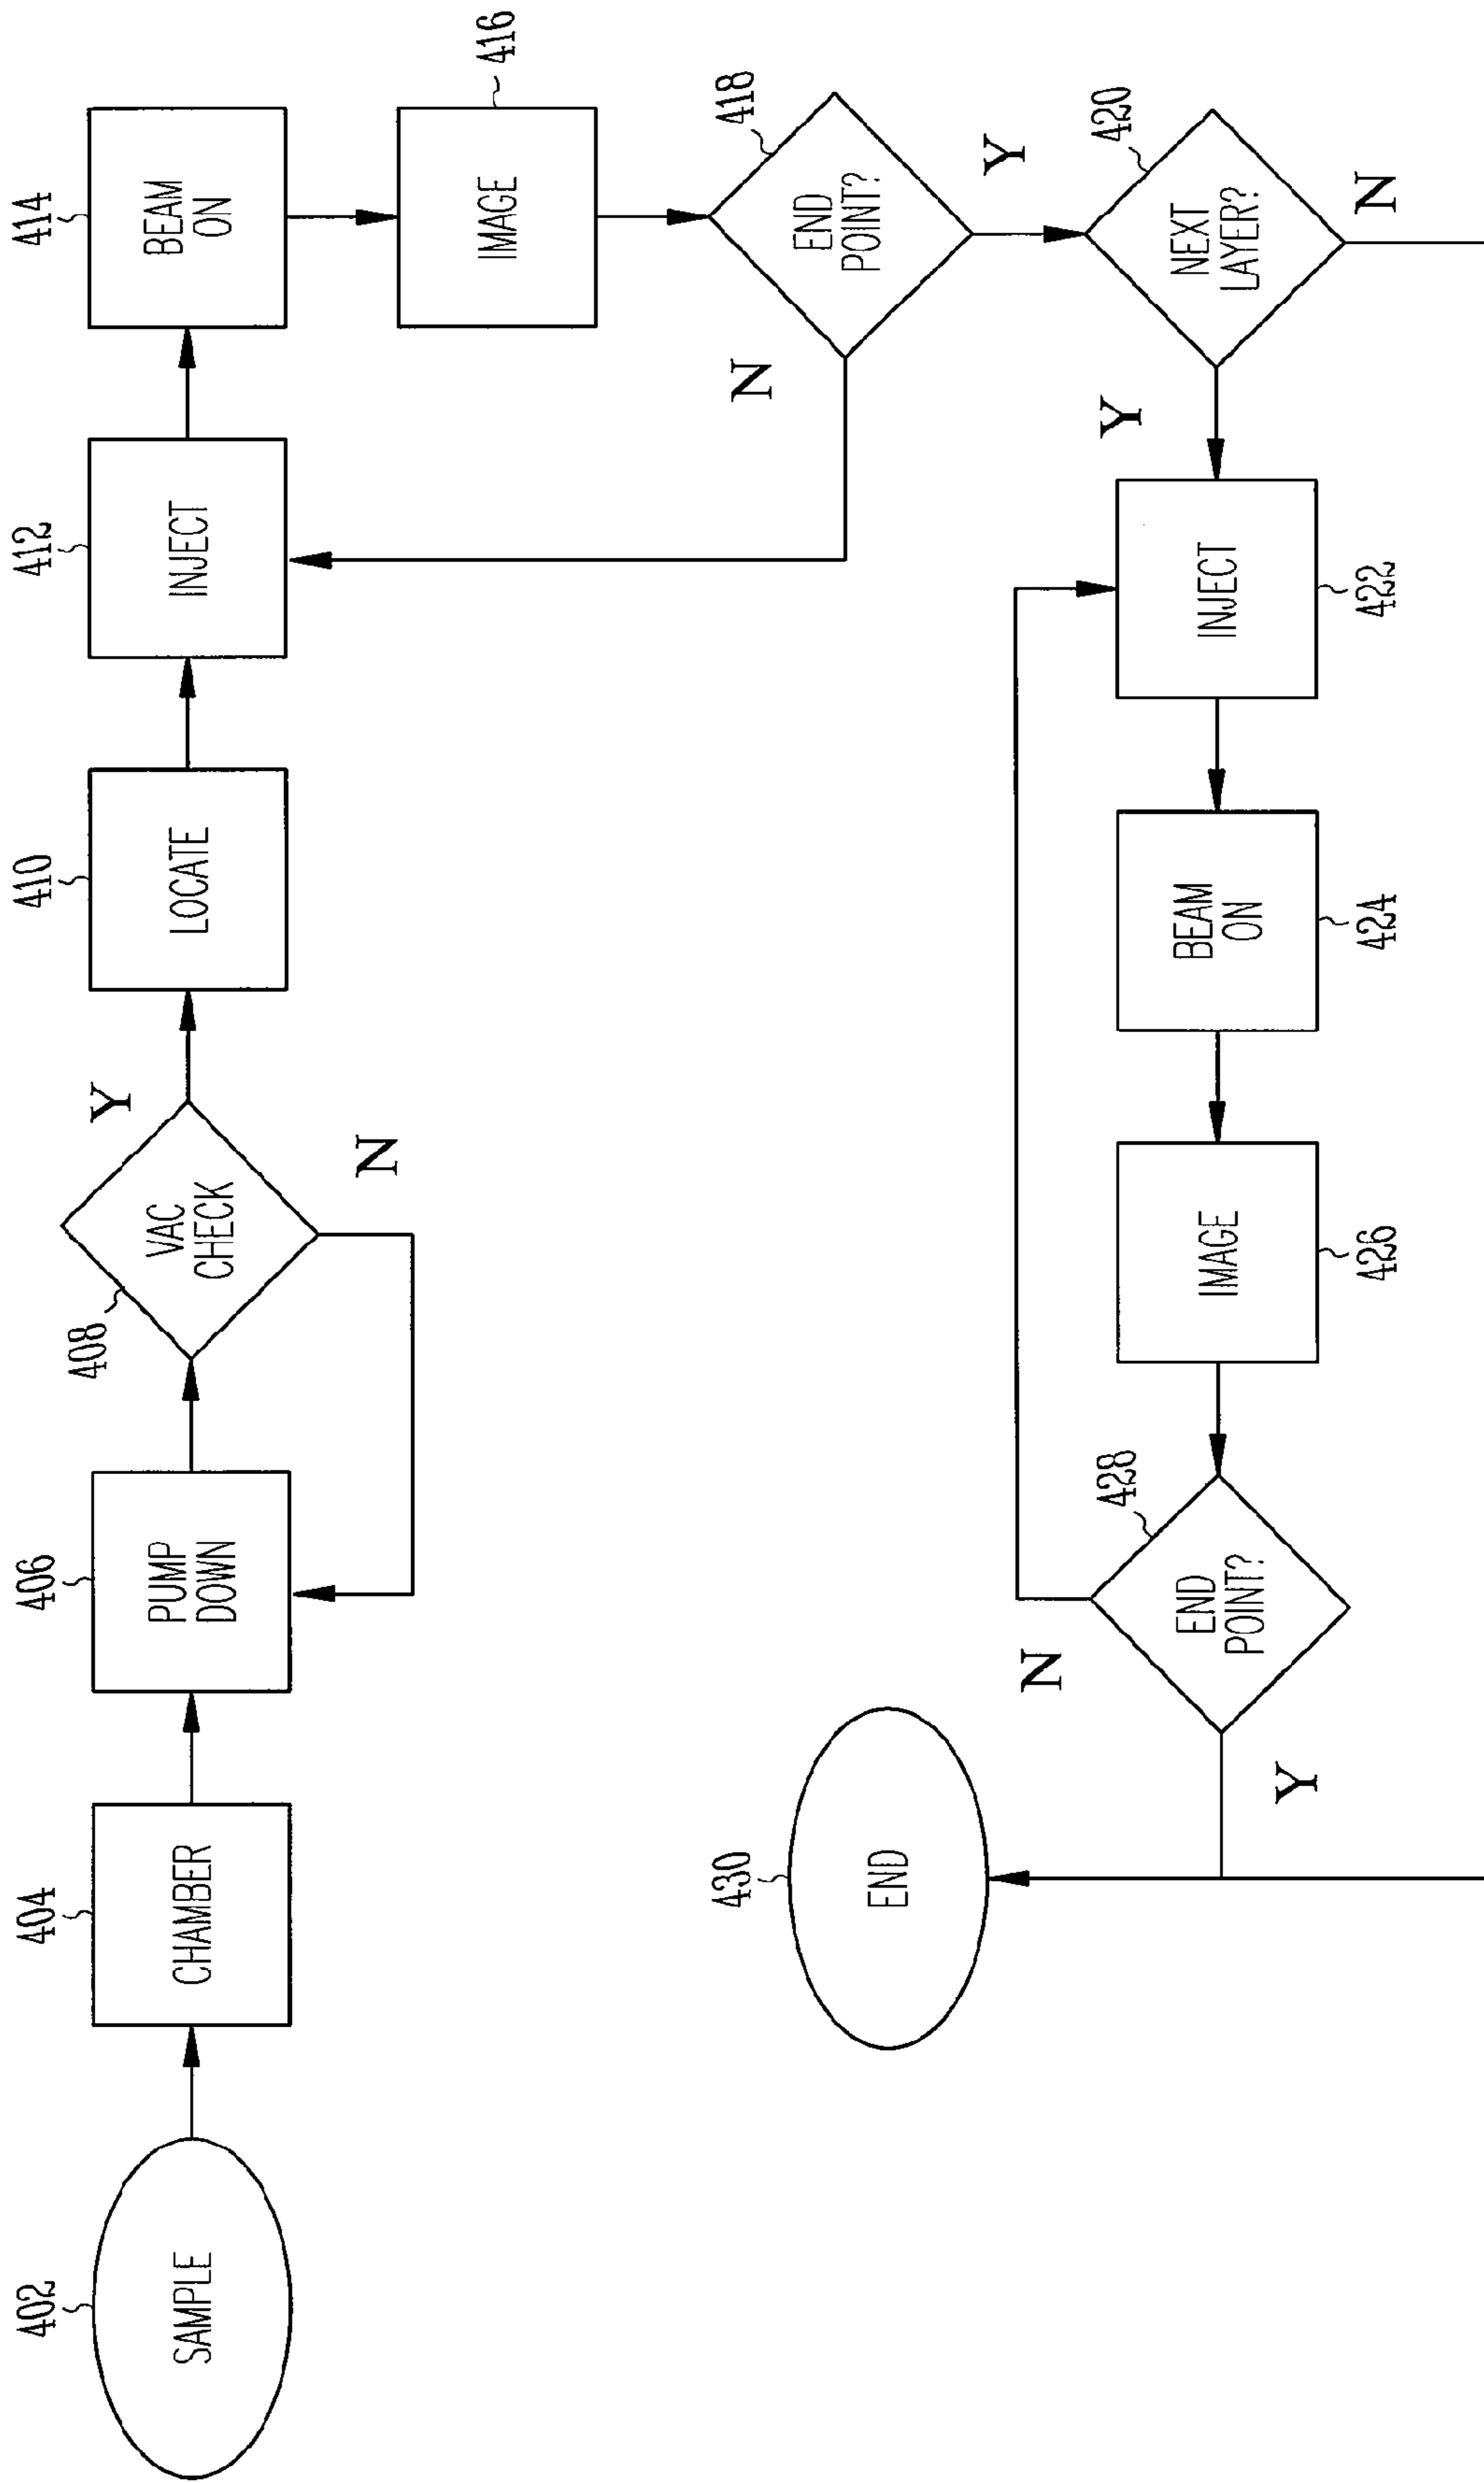 402
SAMPLE
404
CHAMBER
406
PUMP
DOWN
408
VAC
CHECK
Y
N
410
LOCATE
412
INJECT
414
BEAM
ON
416
IMAGE
418
END
POINT?
N
Y
420
NEXT
LAYER?
Y
N
422
INJECT
424
BEAM
ON
426
IMAGE
428
END
POINT?
N
Y
430
END